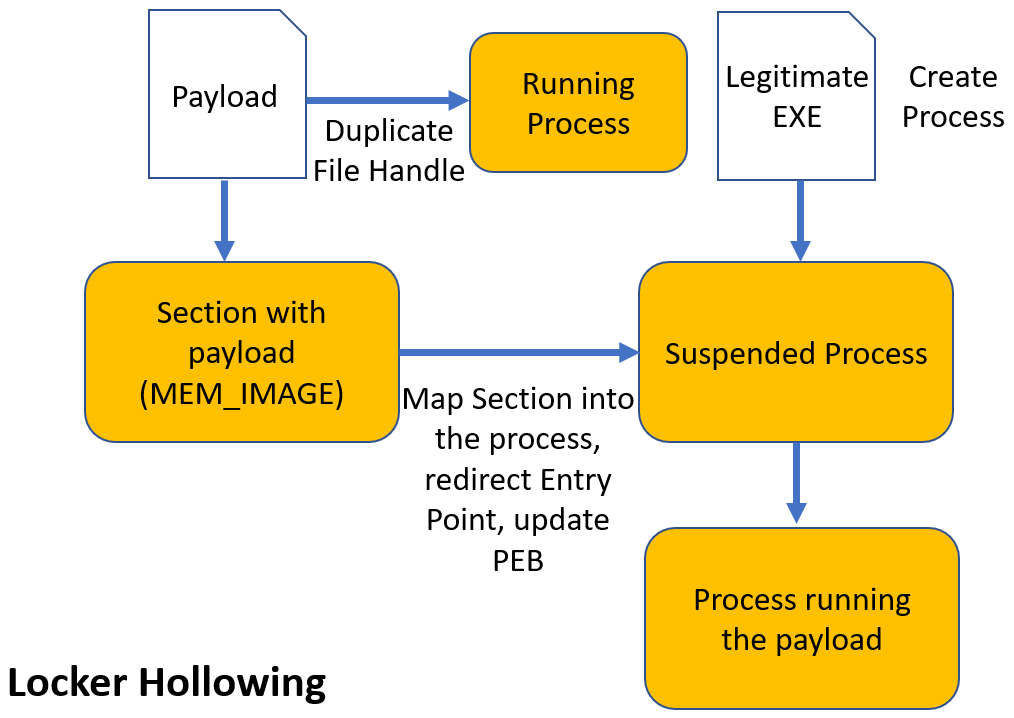 Payload
Duplicate
File Handle
Running
Process
Legitimate
EXE
Create
Process
Section with
payload
(MEM_IMAGE)
Map Section into
the process,
redirect Entry
Point, update
PEB
Suspended Process
Process running
the payload
Locker Hollowing